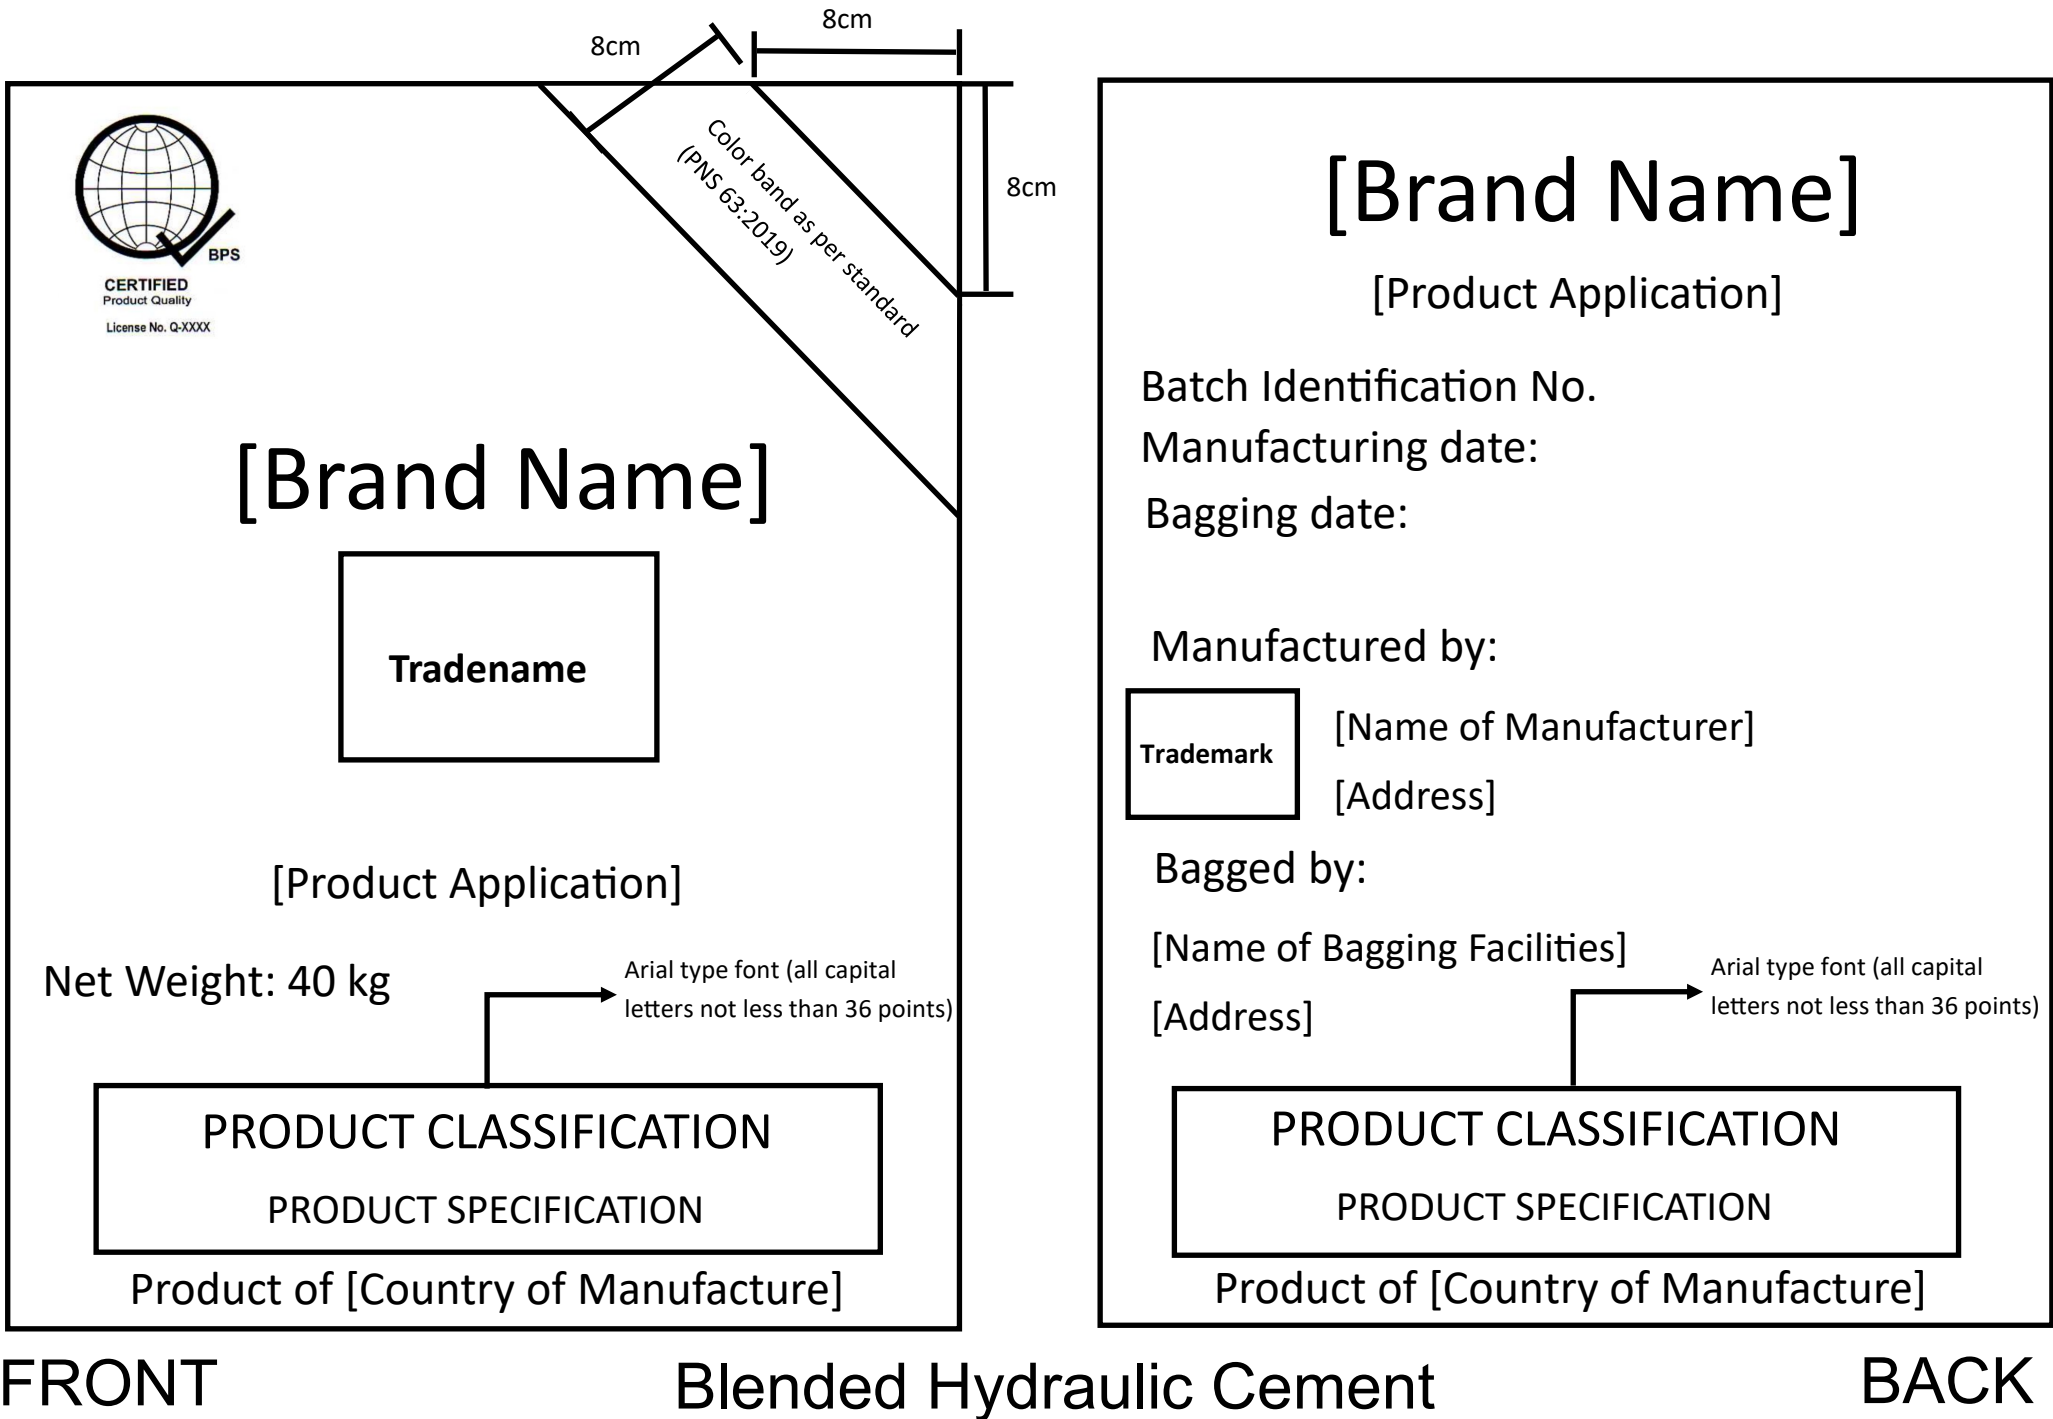 8cm
8cm
8cm
Color band as per standard
(PNS 63:2019)
BPS
CERTIFIED
Product Quality
License No. Q-XXXX
[Brand Name]
Tradename
[Product Application]
Net Weight: 40 kg
Arial type font (all capital
letters not less than 36 points)
PRODUCT CLASSIFICATION
PRODUCT SPECIFICATION
Product of [Country of Manufacture]
[Brand Name]
[Product Application]
Batch Identification No.
Manufacturing date:
Bagging date:
Manufactured by:
Trademark
[Name of Manufacturer]
[Address]
Bagged by:
[Name of Bagging Facilities]
[Address]
Arial type font (all capital
letters not less than 36 points)
PRODUCT CLASSIFICATION
PRODUCT SPECIFICATION
Product of [Country of Manufacture]
FRONT
Blended Hydraulic Cement
BACK